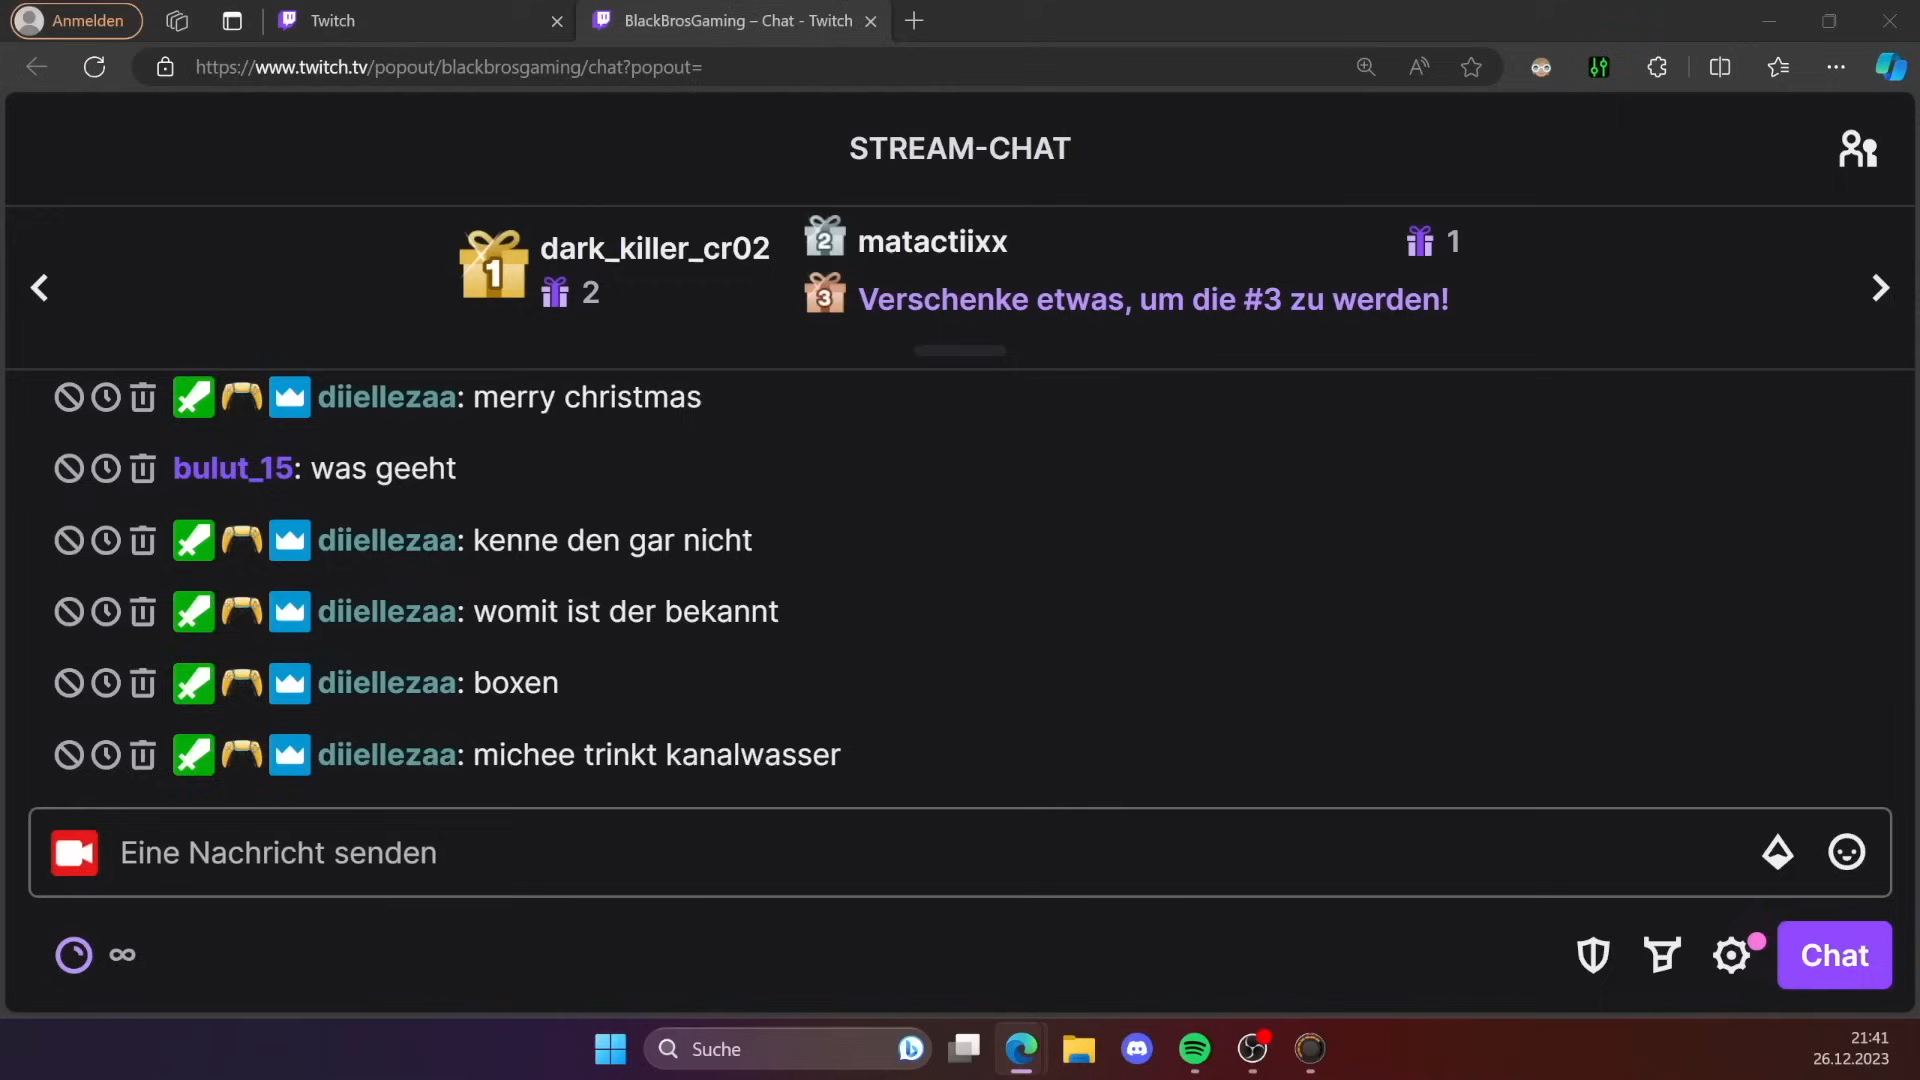 Anmelden
Twitch
BlackBrosGaming – Chat - Twitch
https://www.twitch.tv/popout/blackbrosgaming/chat?popout=
STREAM-CHAT
1 dark_killer_cr02
2
2 matactiixx 1
3 Verschenke etwas, um die #3 zu werden!
diiellezaa: merry christmas
bulut_15: was geeht
diiellezaa: kenne den gar nicht
diiellezaa: womit ist der bekannt
diiellezaa: boxen
diiellezaa: michee trinkt kanalwasser
Eine Nachricht senden
∞
Chat
Suche
21:41
26.12.2023